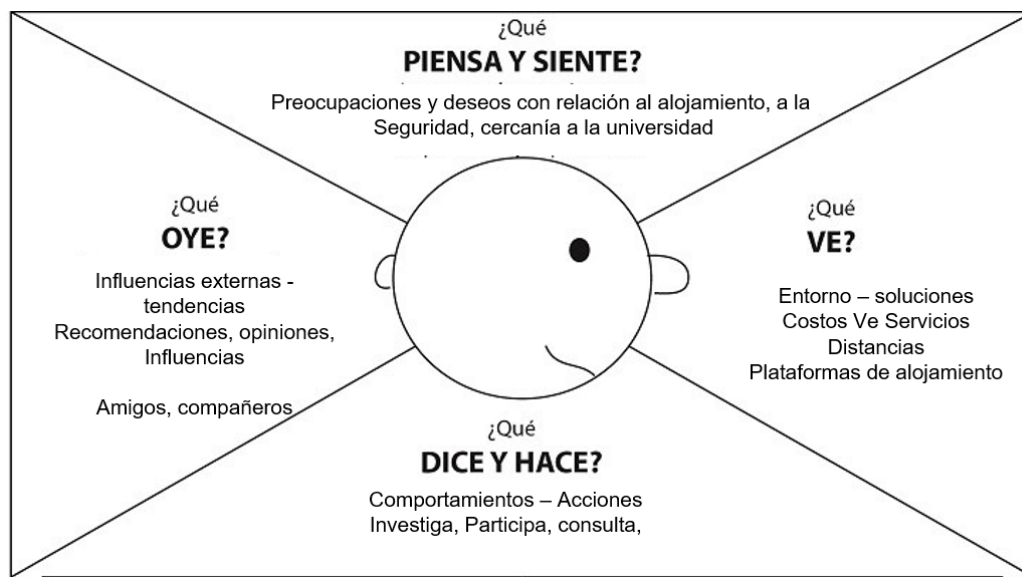 ¿Qué
PIENSA Y SIENTE?
Preocupaciones y deseos con relación al alojamiento, a la
Seguridad, cercanía a la universidad
¿Qué
OYE?
Influencias externas -
tendencias
Recomendaciones, opiniones,
Influencias
Amigos, compañeros
¿Qué
VE?
Entorno – soluciones
Costos Ve Servicios
Distancias
Plataformas de alojamiento
¿Qué
DICE Y HACE?
Comportamientos – Acciones
Investiga, Participa, consulta,